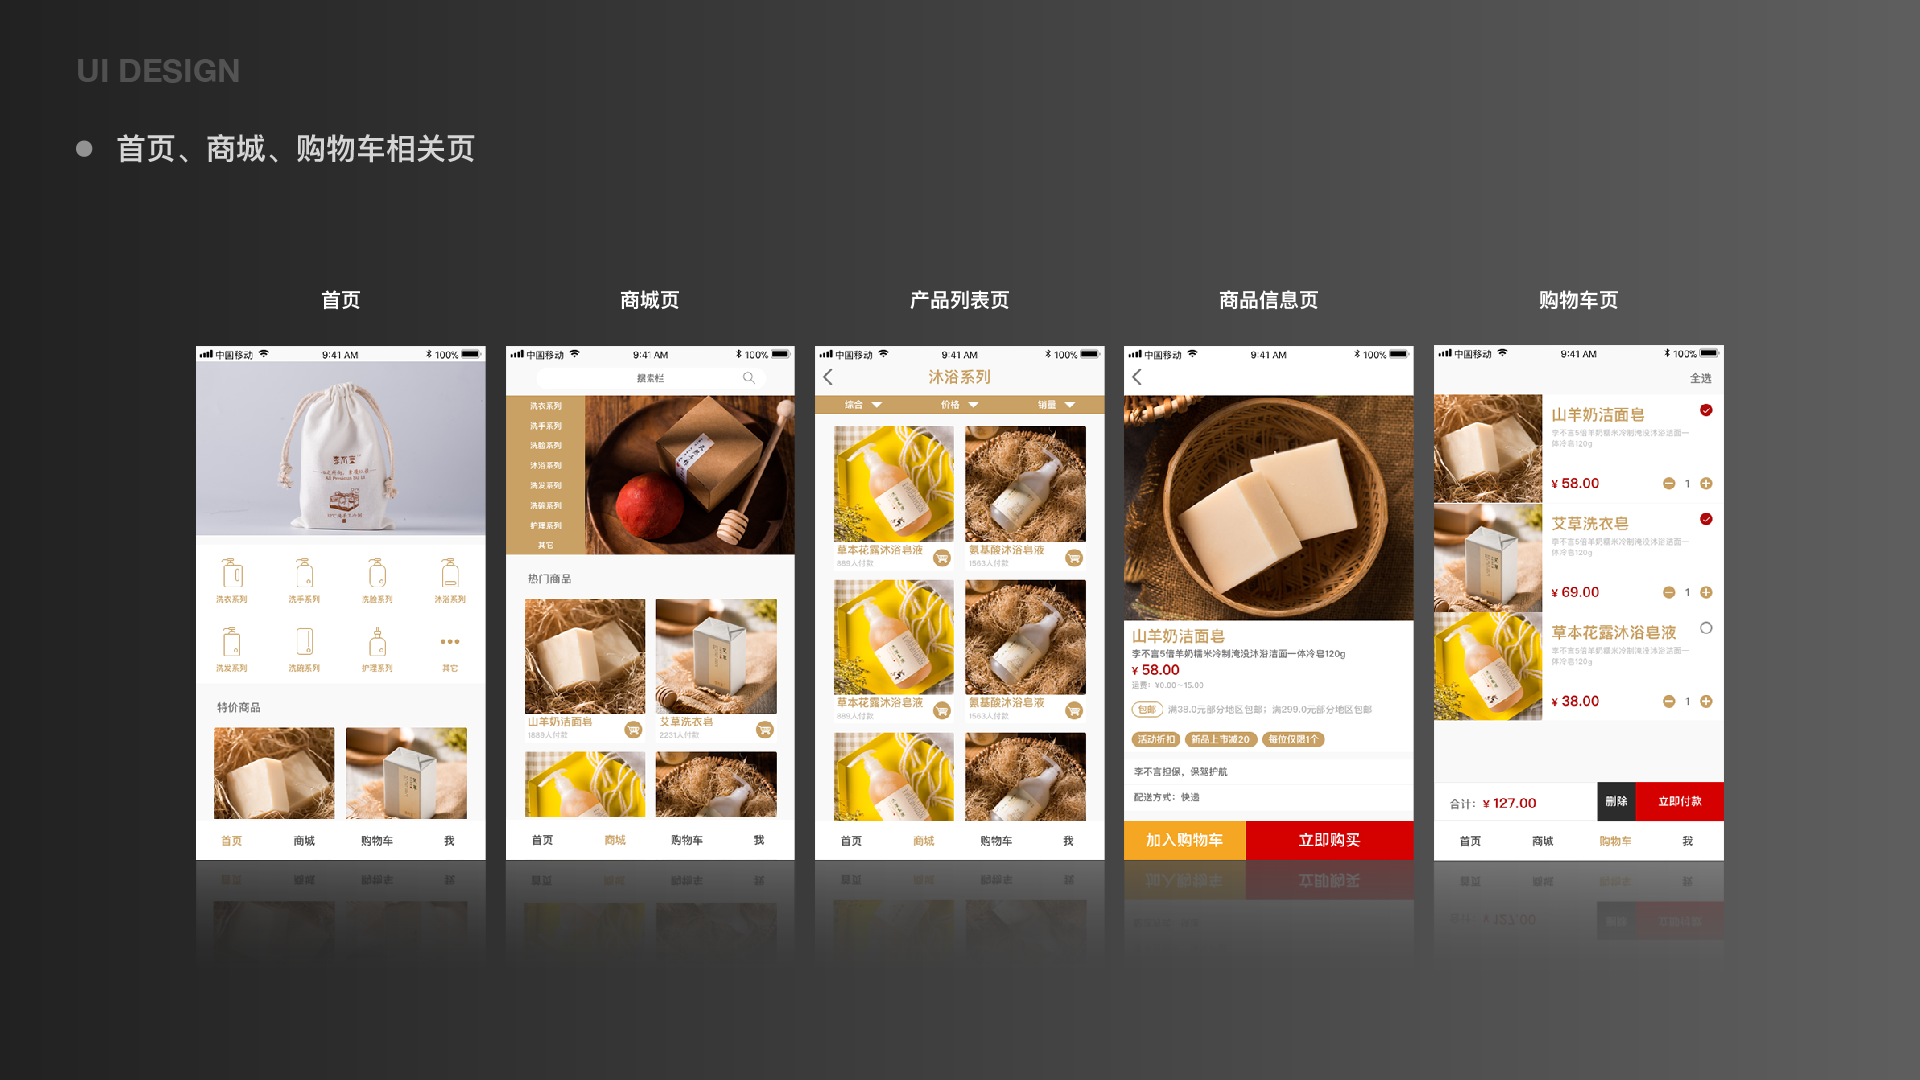 UI DESIGN
首页、商城、购物车相关页
首页
中国移动
9:41 AM
100%
李不言
洗衣系列
洗手系列
洗脸系列
沐浴系列
洗发系列
洗碗系列
护理系列
其它
特价商品
首页
商城
购物车
我
商城页
中国移动
9:41 AM
100%
搜索栏
洗衣系列
洗手系列
洗脸系列
沐浴系列
洗发系列
洗碗系列
护理系列
其它
热门商品
山羊奶洁面皂
1889人付款
艾草洗衣皂
2231人付款
首页
商城
购物车
我
产品列表页
中国移动
9:41 AM
100%
沐浴系列
综合
价格
销量
草本花露沐浴皂液
889人付款
氨基酸沐浴皂液
1563人付款
草本花露沐浴皂液
889人付款
氨基酸沐浴皂液
1563人付款
首页
商城
购物车
我
商品信息页
中国移动
9:41 AM
100%
山羊奶洁面皂
李不言5倍羊奶糯米冷制淹没沐浴洁面一体冷皂120g
¥ 58.00
运费：¥0.00~15.00
包邮
满38.0元部分地区包邮；满299.0元部分地区包邮
活动折扣
新品上市减20
每位仅限1个
李不言担保，保驾护航
配送方式：快递
加入购物车
立即购买
购物车页
中国移动
9:41 AM
100%
全选
山羊奶洁面皂
李不言5倍羊奶糯米冷制淹没沐浴洁面一
体冷皂120g
¥ 58.00
1
艾草洗衣皂
李不言5倍羊奶糯米冷制淹没沐浴洁面一
体冷皂120g
¥ 69.00
1
草本花露沐浴皂液
李不言5倍羊奶糯米冷制淹没沐浴洁面一
体冷皂120g
¥ 38.00
1
合计：¥ 127.00
删除
立即付款
首页
商城
购物车
我